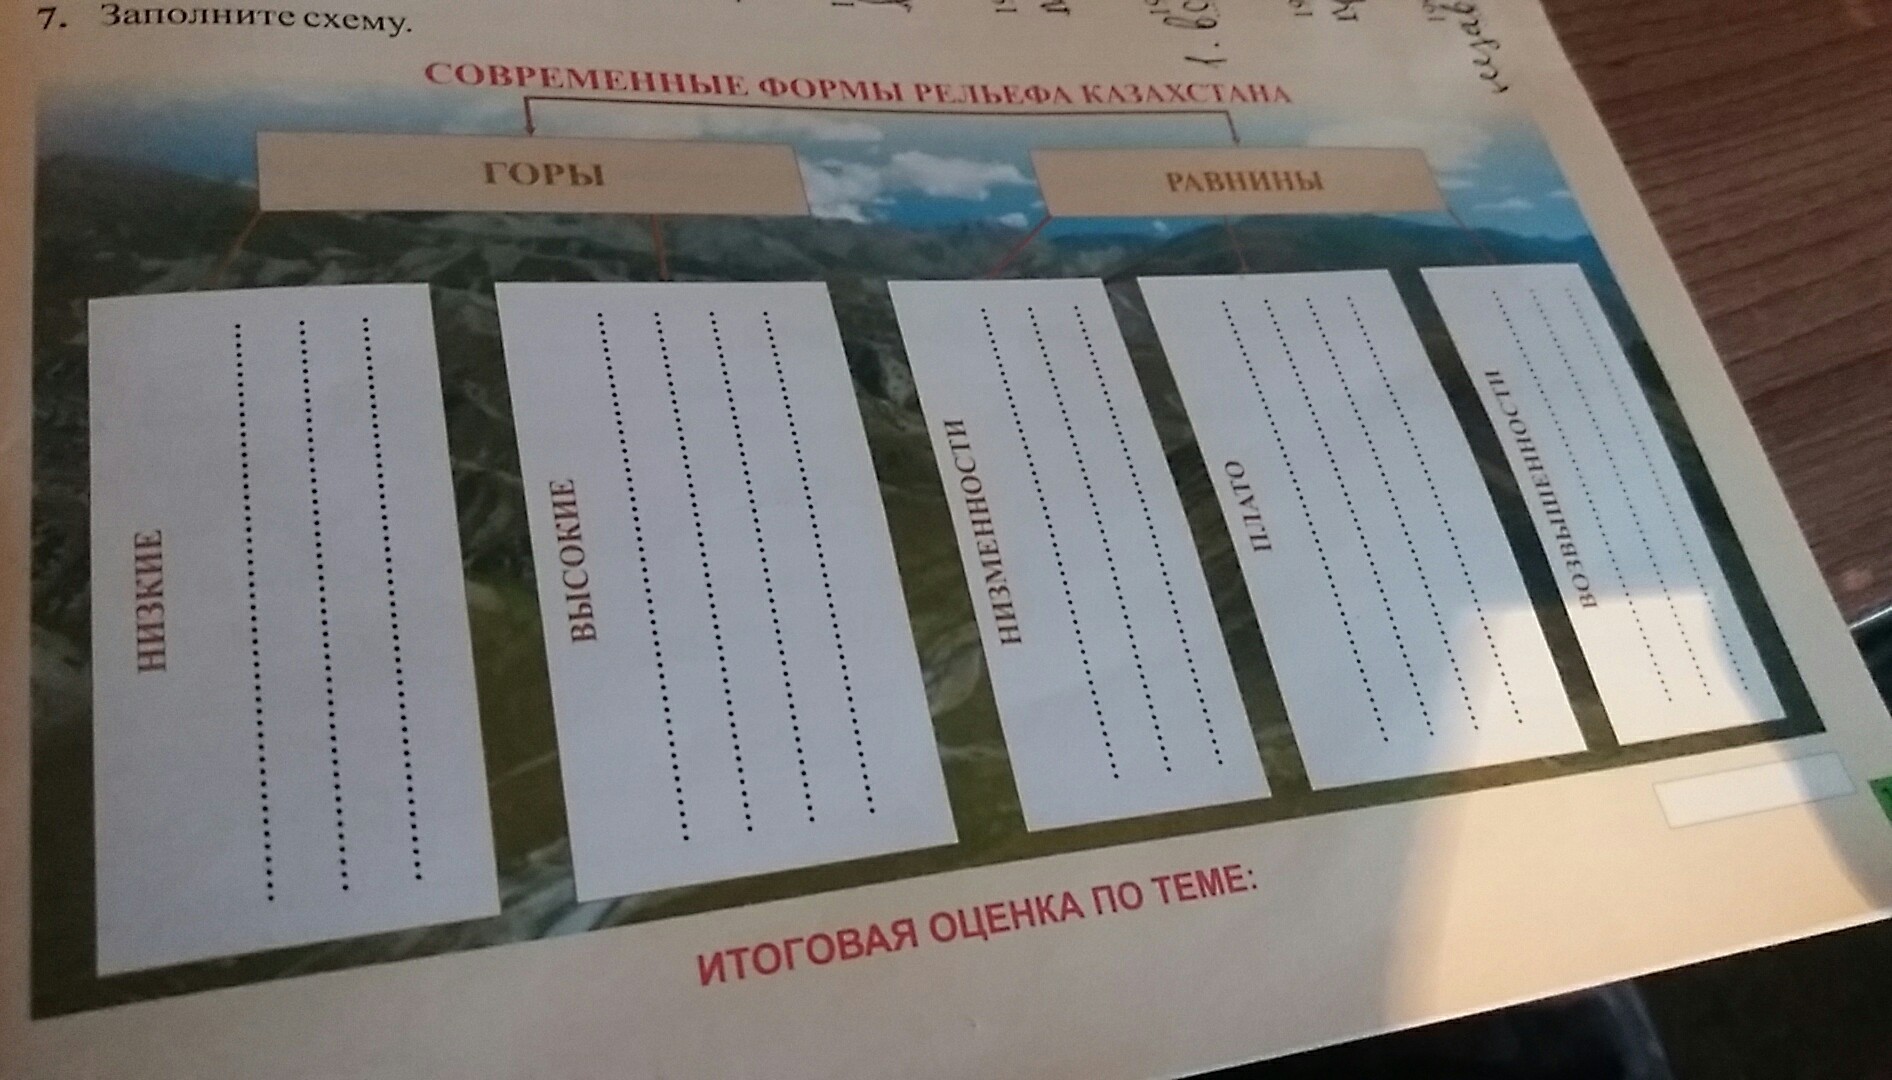 7. Заполните схему.
СОВРЕМЕННЫЕ ФОРМЫ РЕЛЬЕФА КАЗАХСТАНА
ГОРЫ
РАВНИНЫ
НИЗКИЕ
ВЫСОКИЕ
НИЗМЕННОСТИ
ПЛАТО
ВОЗВЫШЕННОСТИ
ИТОГОВАЯ ОЦЕНКА ПО ТЕМЕ: